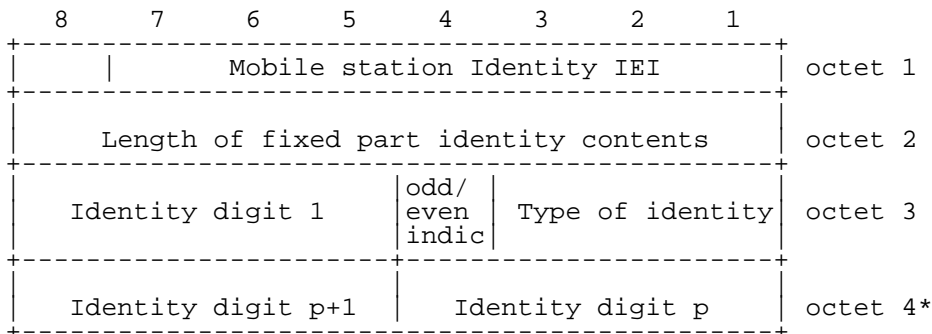 8 7 6 5 4 3 2 1
Mobile station Identity IEI octet 1
Length of fixed part identity contents octet 2
odd/
Identity digit 1 even Type of identity octet 3
indic
Identity digit p+1 Identity digit p octet 4*